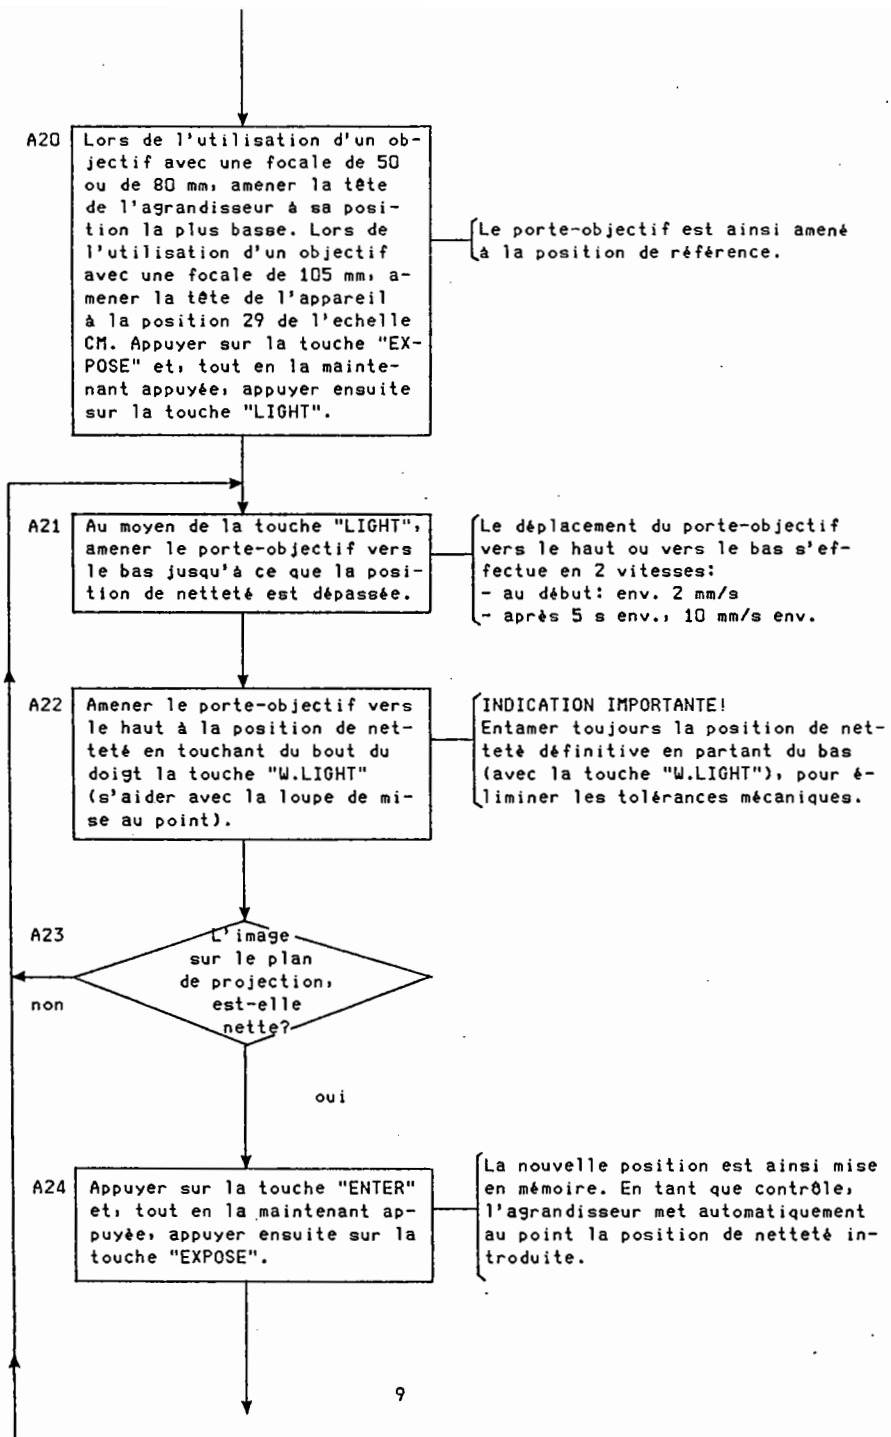 A20
Lors de l'utilisation d'un ob-
jectif avec une focale de 50
ou de 80 mm, amener la tête
de l'agrandisseur à sa posi-
tion la plus basse. Lors de
l'utilisation d'un objectif
avec une focale de 105 mm, a-
mener la tête de l'appareil
à la position 29 de l'echelle
CM. Appuyer sur la touche "EX-
POSE" et, tout en la mainte-
nant appuyée, appuyer ensuite
sur la touche "LIGHT".
Le porte-objectif est ainsi amené
à la position de référence.
A21
Au moyen de la touche "LIGHT",
amener le porte-objectif vers
le bas jusqu'à ce que la posi-
tion de netteté est dépassée.
Le déplacement du porte-objectif
vers le haut ou vers le bas s'ef-
fectue en 2 vitesses:
- au début: env. 2 mm/s
- après 5 s env., 10 mm/s env.
A22
Amener le porte-objectif vers
le haut à la position de net-
teté en touchant du bout du
doigt la touche "W.LIGHT"
(s'aider avec la loupe de mi-
se au point).
INDICATION IMPORTANTE!
Entamer toujours la position de net-
teté définitive en partant du bas
(avec la touche "W.LIGHT"), pour é-
liminer les tolérances mécaniques.
A23
L'image
sur le plan
de projection,
est-elle
nette?
non
oui
A24
Appuyer sur la touche "ENTER"
et, tout en la maintenant ap-
puyée, appuyer ensuite sur la
touche "EXPOSE".
La nouvelle position est ainsi mise
en mémoire. En tant que contrôle,
l'agrandisseur met automatiquement
au point la position de netteté in-
troduite.
9